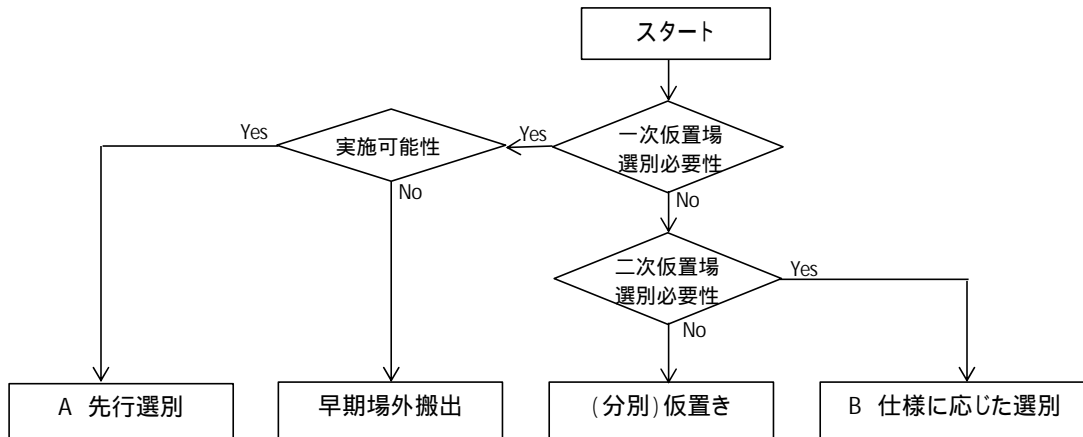 スタート
一次仮置場
選別必要性
Yes
実施可能性
Yes
No
No
二次仮置場
選別必要性
Yes
No
A 先行選別
早期場外搬出
(分別)仮置き
B 仕様に応じた選別